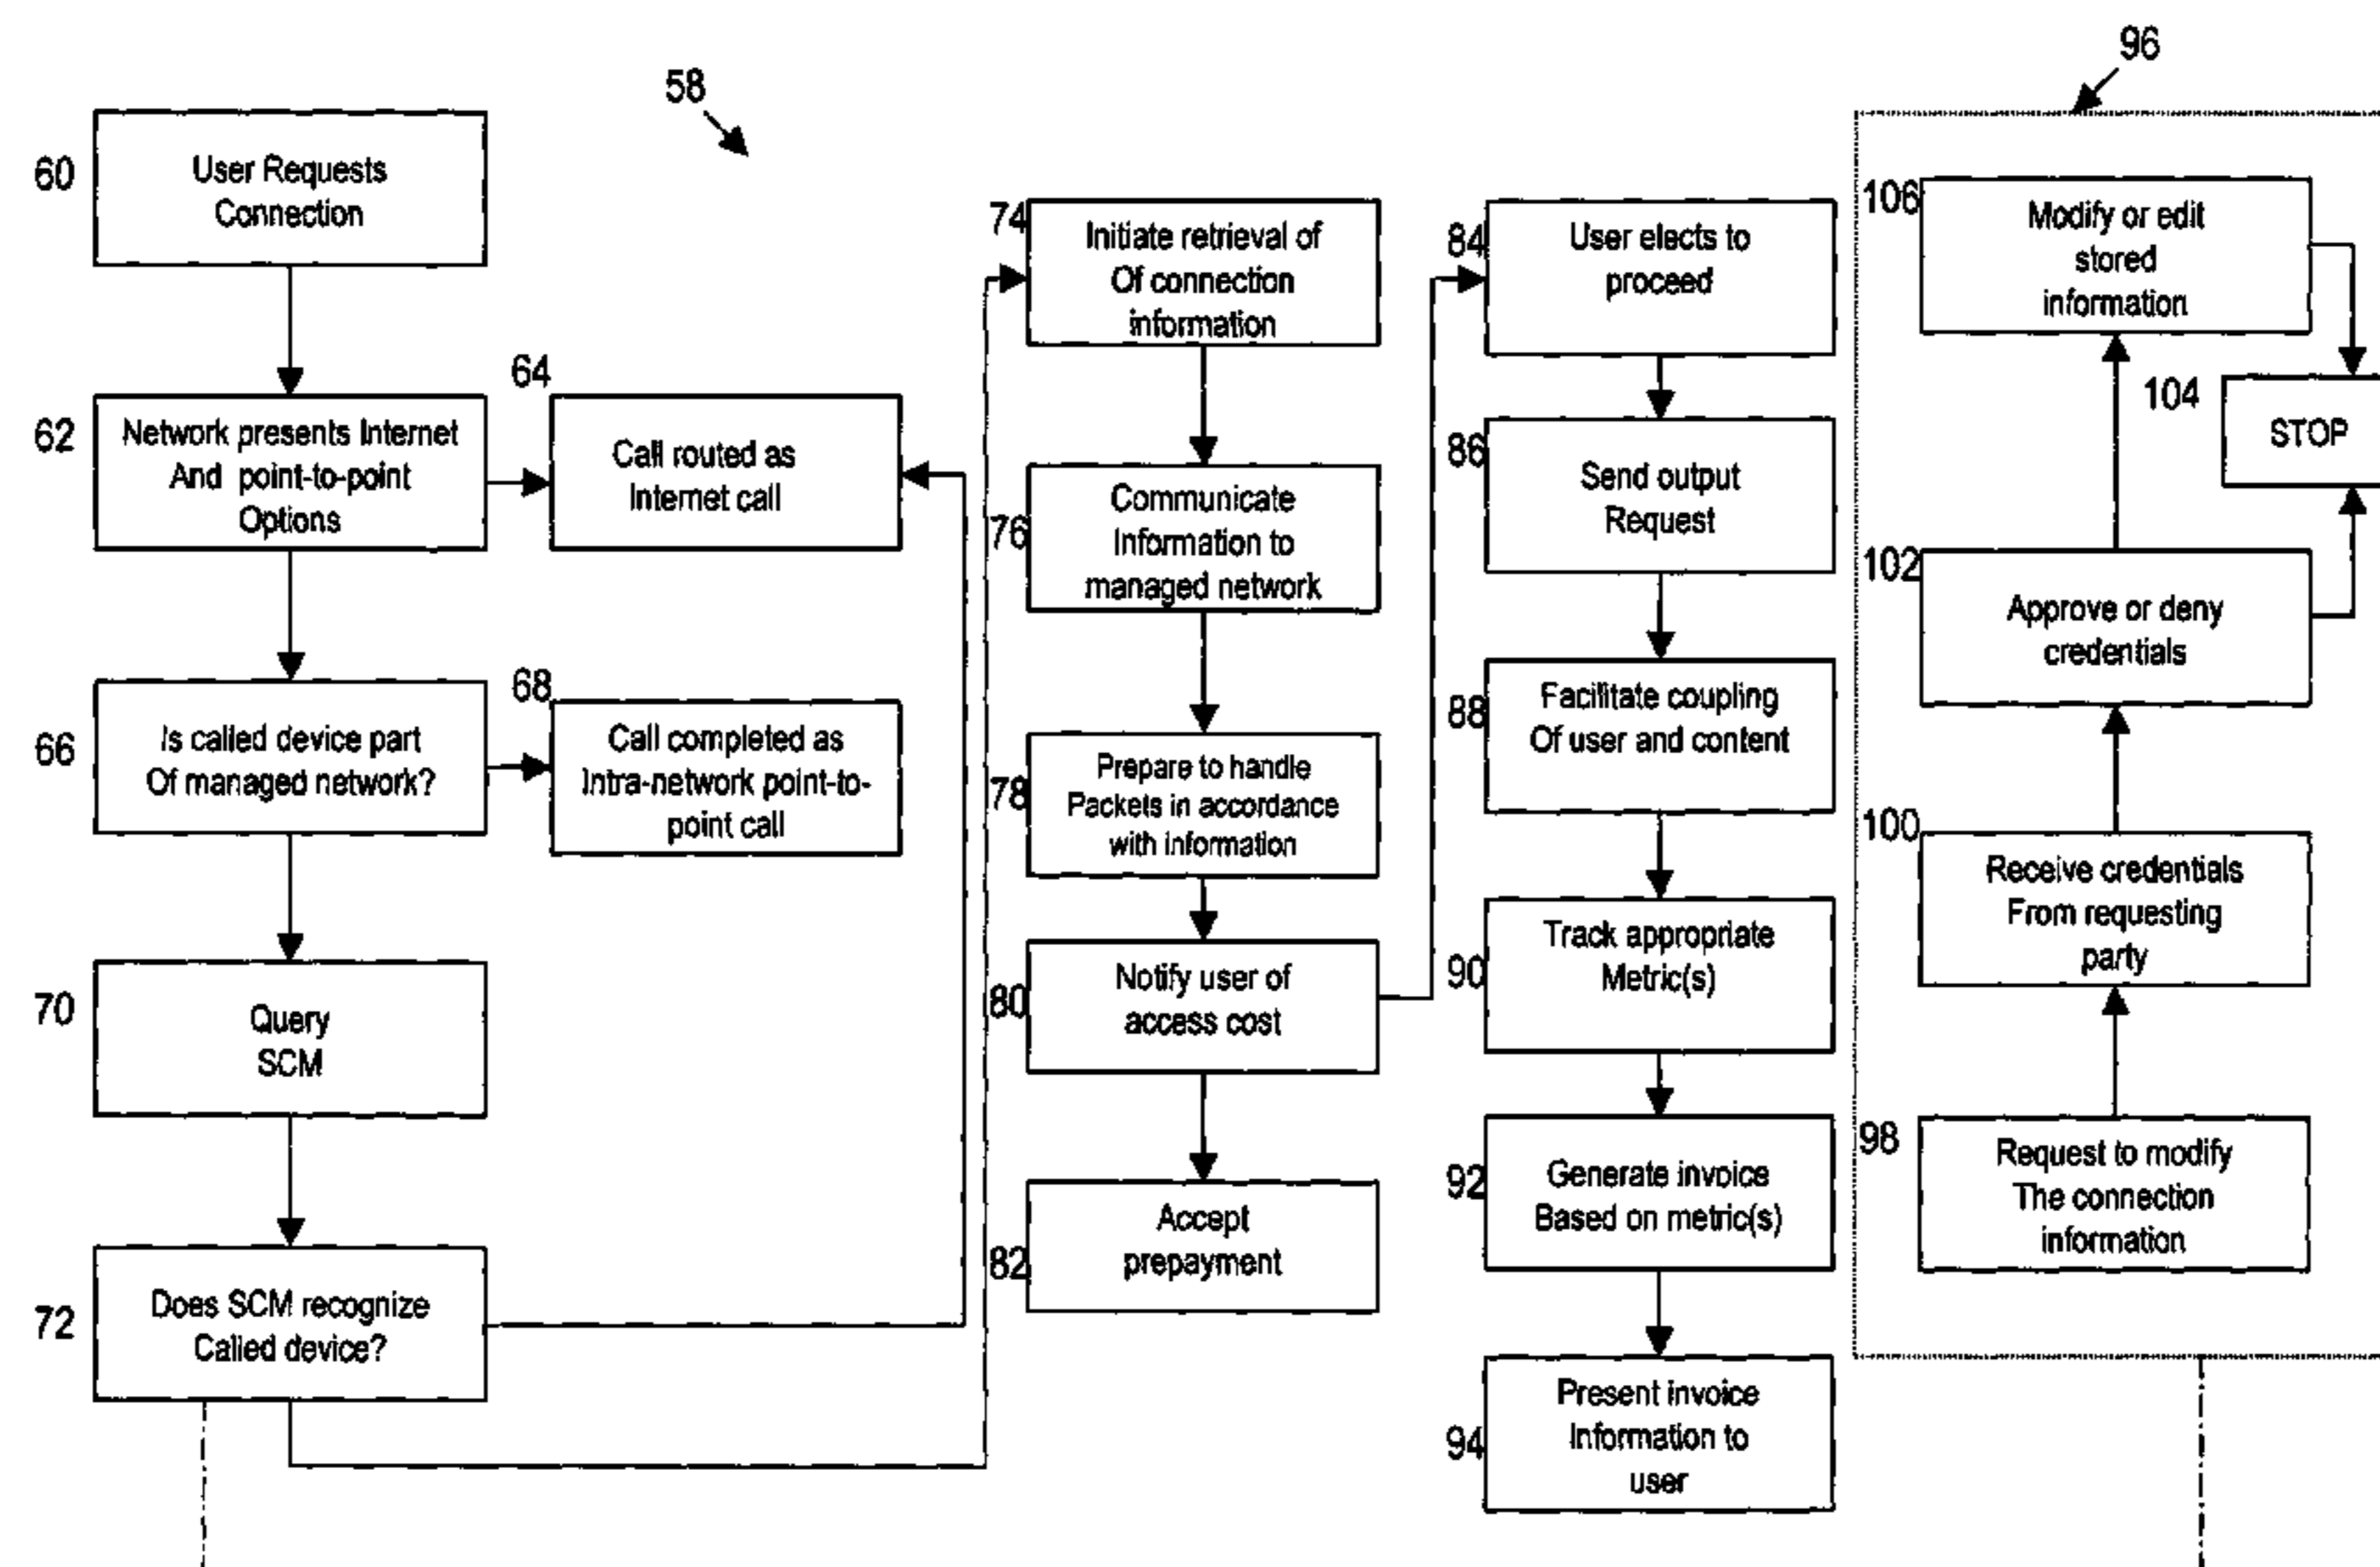 58
60
User Requests
Connection
62
Network presents Internet
And point-to-point
Options
64
Call routed as
Internet call
66
Is called device part
Of managed network?
68
Call completed as
Intra-network point-to-
point call
70
Query
SCM
72
Does SCM recognize
Called device?
74
Initiate retrieval of
Of connection
information
76
Communicate
Information to
managed network
78
Prepare to handle
Packets in accordance
with information
80
Notify user of
access cost
82
Accept
prepayment
84
User elects to
proceed
86
Send output
Request
88
Facilitate coupling
Of user and content
90
Track appropriate
Metric(s)
92
Generate invoice
Based on metric(s)
94
Present invoice
Information to
user
96
106
Modify or edit
stored
information
104
STOP
102
Approve or deny
credentials
100
Receive credentials
From requesting
party
98
Request to modify
The connection
information